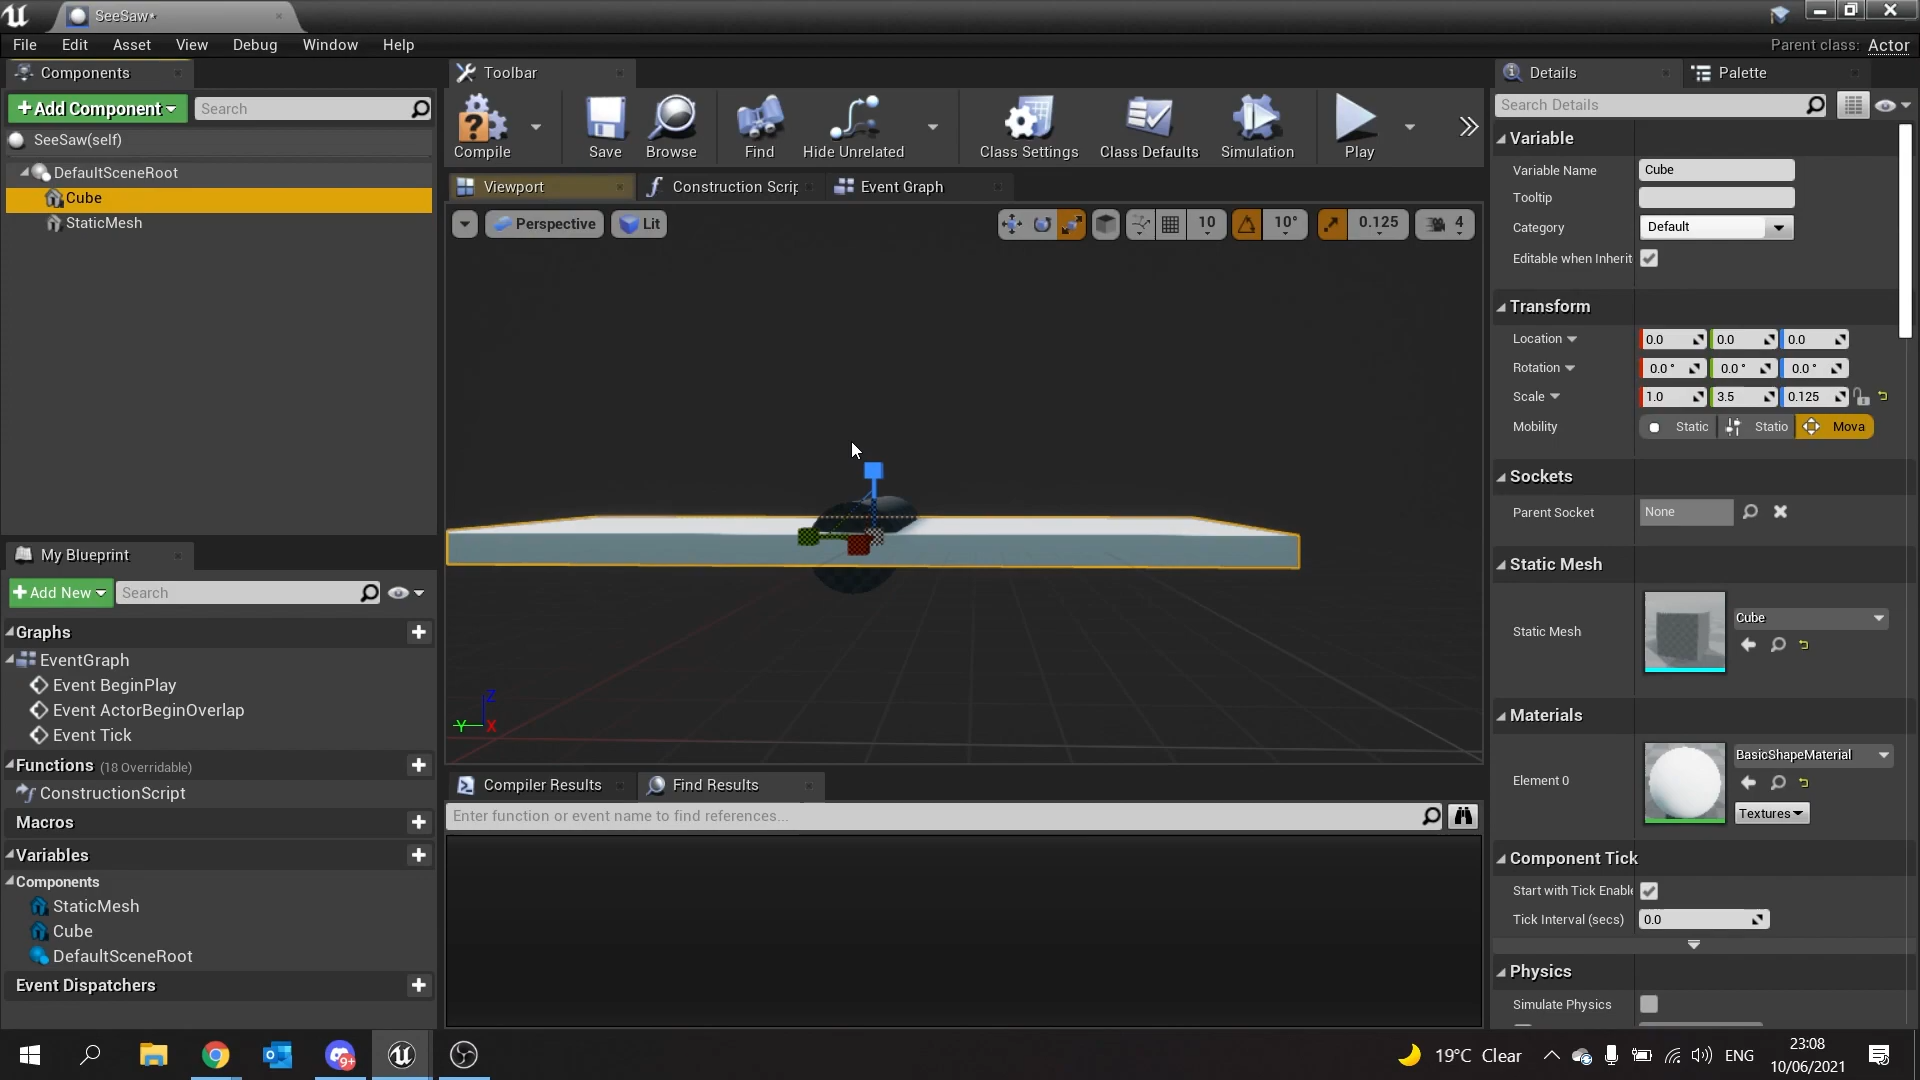 SeeSaw*
File Edit Asset View Debug Window Help
Parent class: Actor
Components
+Add Component
Search
SeeSaw(self)
DefaultSceneRoot
Cube
StaticMesh
Toolbar
Compile
Save
Browse
Find
Hide Unrelated
Class Settings
Class Defaults
Simulation
Play
Viewport
Construction Scrip
Event Graph
Perspective
Lit
10
10°
0.125
4
Z
Y
X
Compiler Results
Find Results
Enter function or event name to find references...
My Blueprint
+Add New
Search
Graphs
EventGraph
Event BeginPlay
Event ActorBeginOverlap
Event Tick
Functions (18 Overridable)
ConstructionScript
Macros
Variables
Components
StaticMesh
Cube
DefaultSceneRoot
Event Dispatchers
Details
Palette
Search Details
Variable
Variable Name Cube
Tooltip
Category Default
Editable when Inherit
Transform
Location 0.0 0.0 0.0
Rotation 0.0 ° 0.0 ° 0.0 °
Scale 1.0 3.5 0.125
Mobility Static Statio Mova
Sockets
Parent Socket None
Static Mesh
Static Mesh Cube
Materials
Element 0 BasicShapeMaterial
Textures
Component Tick
Start with Tick Enable
Tick Interval (secs) 0.0
Physics
Simulate Physics
9+
19°C Clear
ENG
23:08
10/06/2021